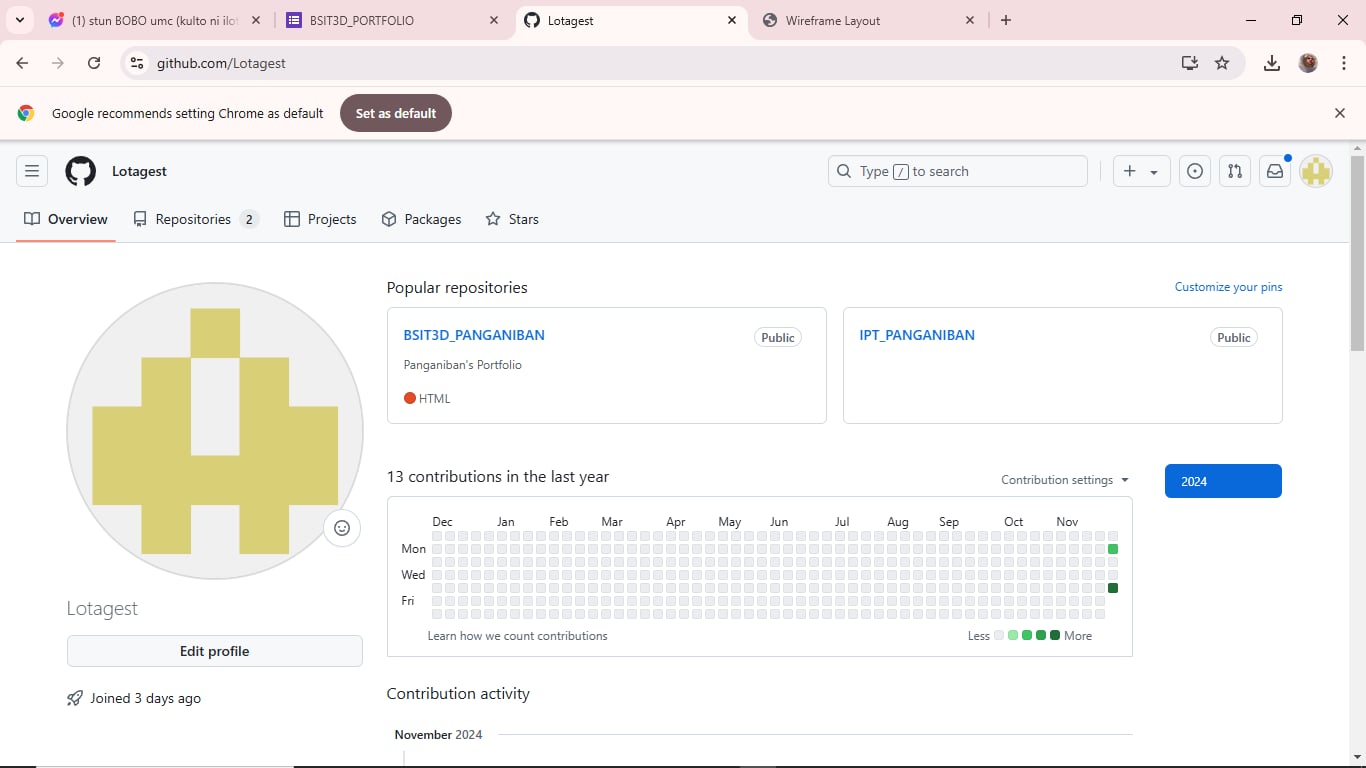 (1) stun BOBO umc (kulto ni ilot
BSIT3D_PORTFOLIO
Lotagest
Wireframe Layout
github.com/Lotagest
Google recommends setting Chrome as default
Set as default
Lotagest
Type / to search
Overview
Repositories 2
Projects
Packages
Stars
Popular repositories
Customize your pins
BSIT3D_PANGANIBAN
Public
Panganiban's Portfolio
HTML
IPT_PANGANIBAN
Public
13 contributions in the last year
Contribution settings
2024
Dec Jan Feb Mar Apr May Jun Jul Aug Sep Oct Nov
Mon
Wed
Fri
Learn how we count contributions
Less
More
Lotagest
Edit profile
Joined 3 days ago
Contribution activity
November 2024